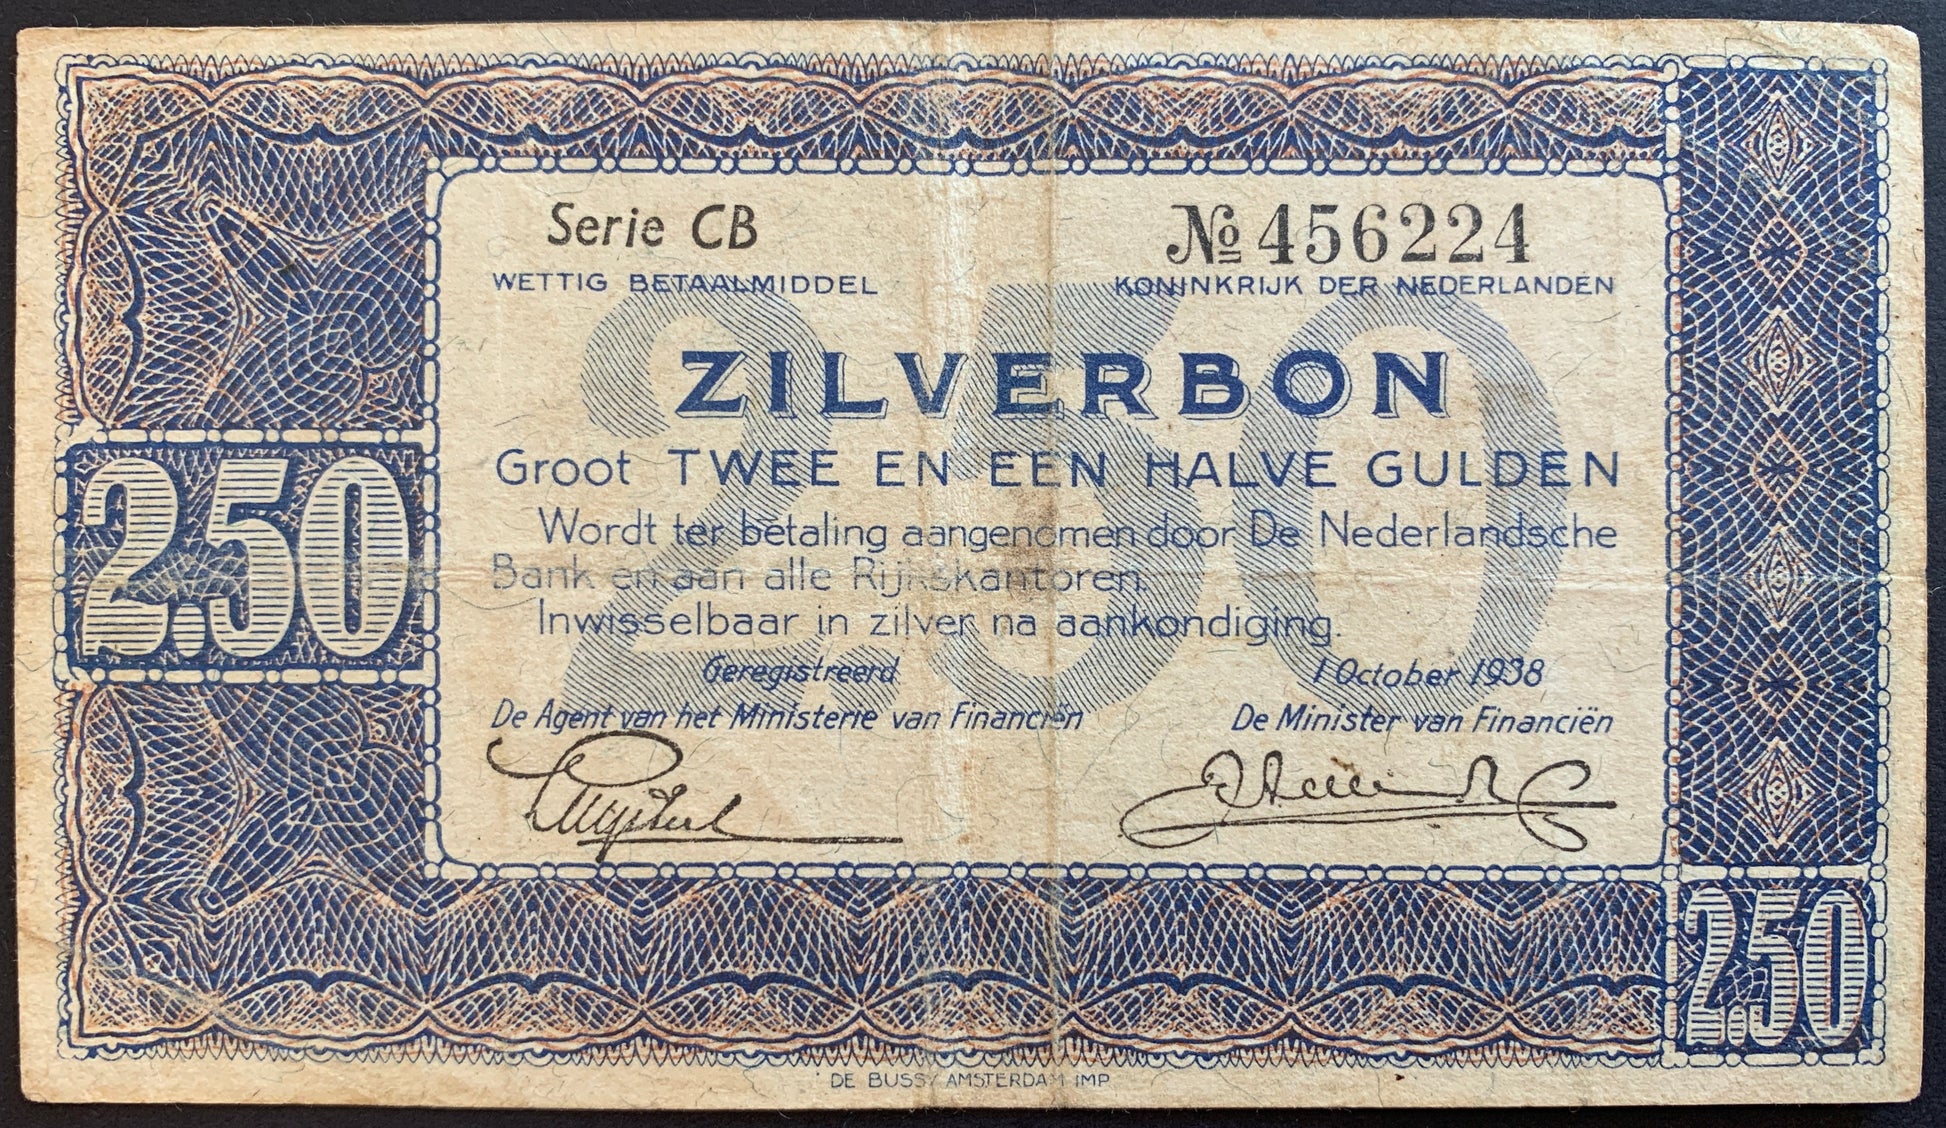 Serie CB
№ 456224
WETTIG BETAALMIDDEL
KONINKRIJK DER NEDERLANDEN
2.50
ZILVERBON
Groot TWEE EN EEN HALVE GULDEN
2.50
Wordt ter betaling aangenomen door De Nederlandsche
Bank en aan alle Rijkskantoren.
Inwisselbaar in zilver na aankondiging.
Geregistreerd
1 October 1938
De Agent van het Ministerie van Financiën
De Minister van Financiën
2.50
DE BUSSY AMSTERDAM IMP